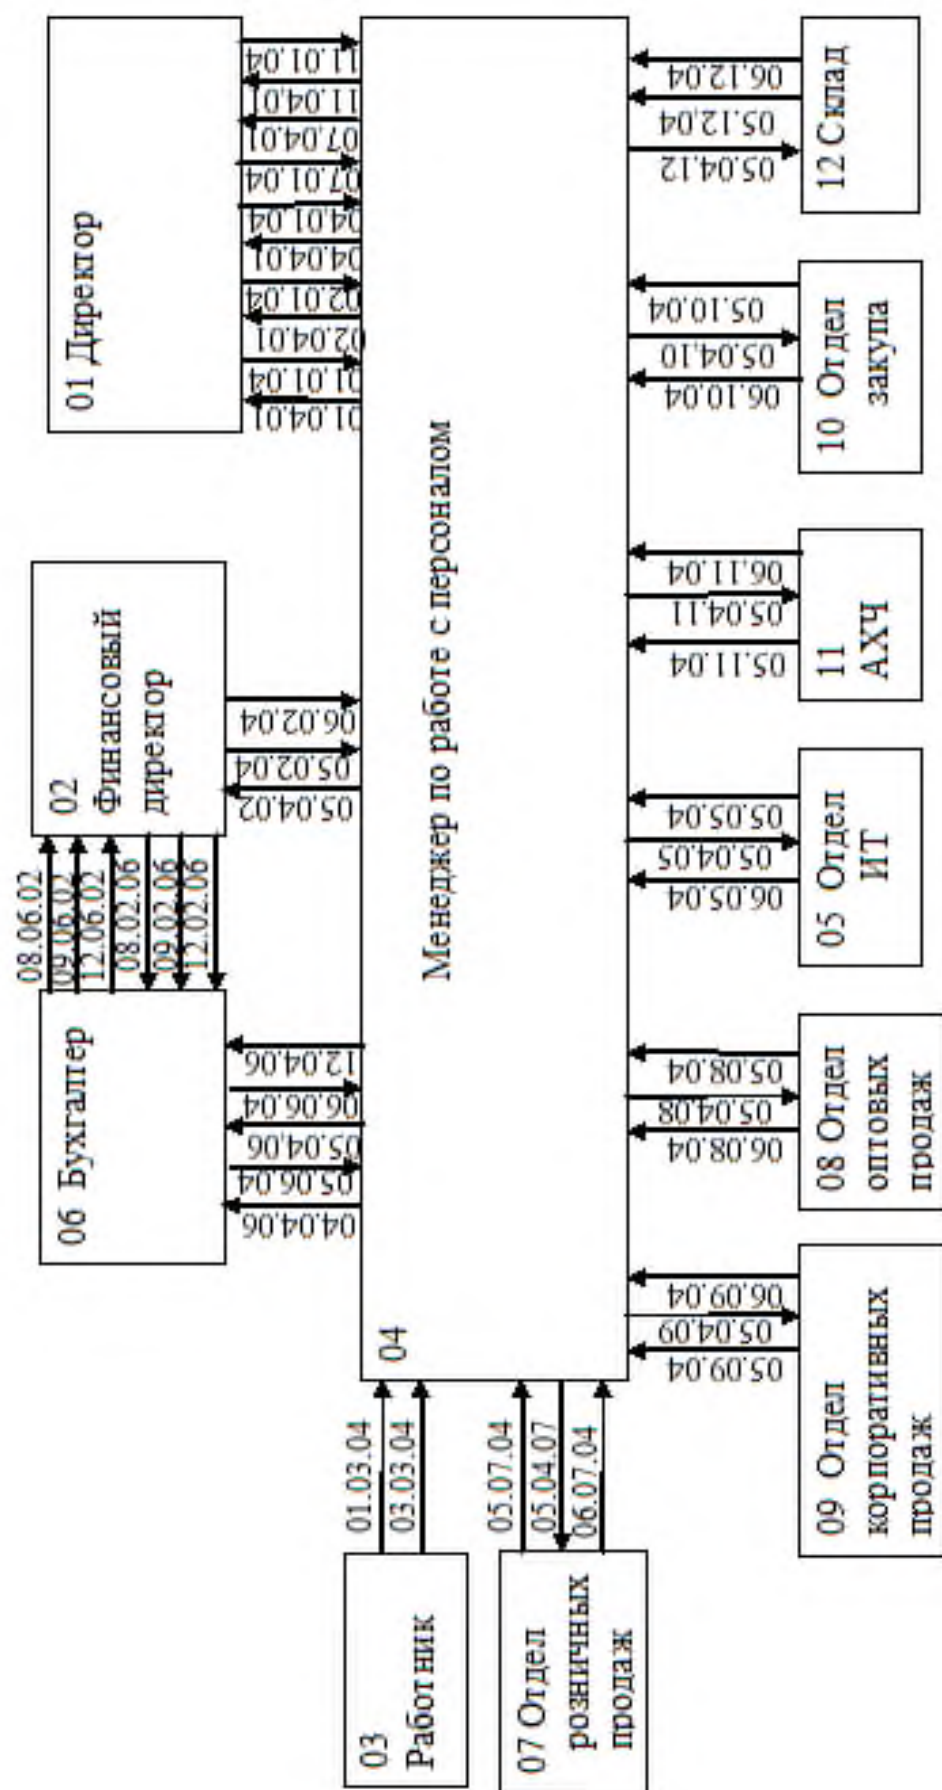 03
Работник
07 Отдел
розничных
продаж
01.03.04
03.03.04
05.07.04
05.04.07
06.07.04
06 Бухгалтер
08.06.02
09.06.02
12.06.02
08.02.06
09.02.06
12.02.06
02
Финансовый
директор
01 Директор
04.04.06
05.06.04
05.04.06
06.06.04
12.04.06
05.04.02
05.02.04
06.02.04
01.04.01
01.01.04
02.04.01
02.01.04
04.04.01
04.01.04
07.01.04
07.04.01
11.04.01
11.01.04
04
Менеджер по работе с персоналом
05.09.04
05.04.09
06.09.04
06.08.04
05.04.08
05.08.04
06.05.04
05.04.05
05.05.04
05.11.04
05.04.11
06.11.04
06.10.04
05.04.10
05.10.04
05.04.12
05.12.04
06.12.04
09 Отдел
корпоративных
продаж
08 Отдел
оптовых
продаж
05 Отдел
ИТ
11
АХЧ
10 Отдел
закупа
12 Склад